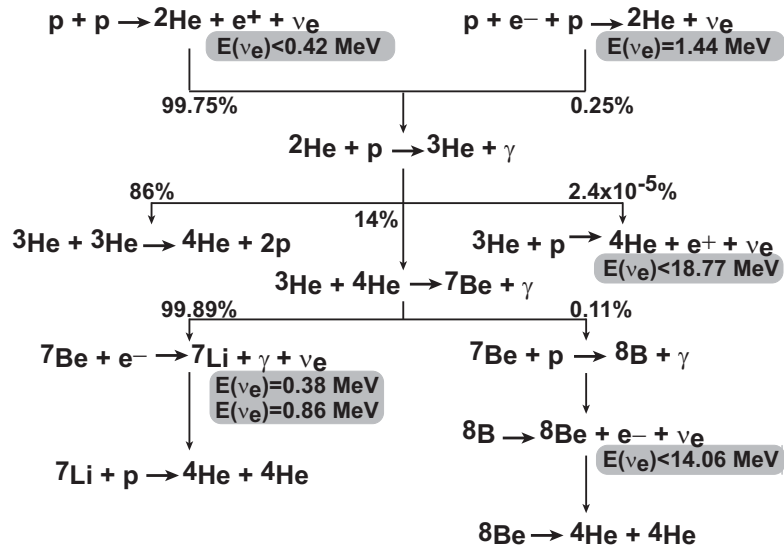 p + p → ²He + e⁺ + νₑ
E(νₑ)<0.42 MeV
p + e– + p → ²He + νₑ
E(νₑ)=1.44 MeV
99.75%
0.25%
²He + p → ³He + γ
86%
14%
2.4x10⁻⁵%
³He + ³He → ⁴He + 2p
³He + p → ⁴He + e⁺ + νₑ
E(νₑ)<18.77 MeV
³He + ⁴He → ⁷Be + γ
99.89%
0.11%
⁷Be + e– → ⁷Li + γ + νₑ
E(νₑ)=0.38 MeV
E(νₑ)=0.86 MeV
⁷Be + p → ⁸B + γ
⁸B → ⁸Be + e– + νₑ
E(νₑ)<14.06 MeV
⁷Li + p → ⁴He + ⁴He
⁸Be → ⁴He + ⁴He